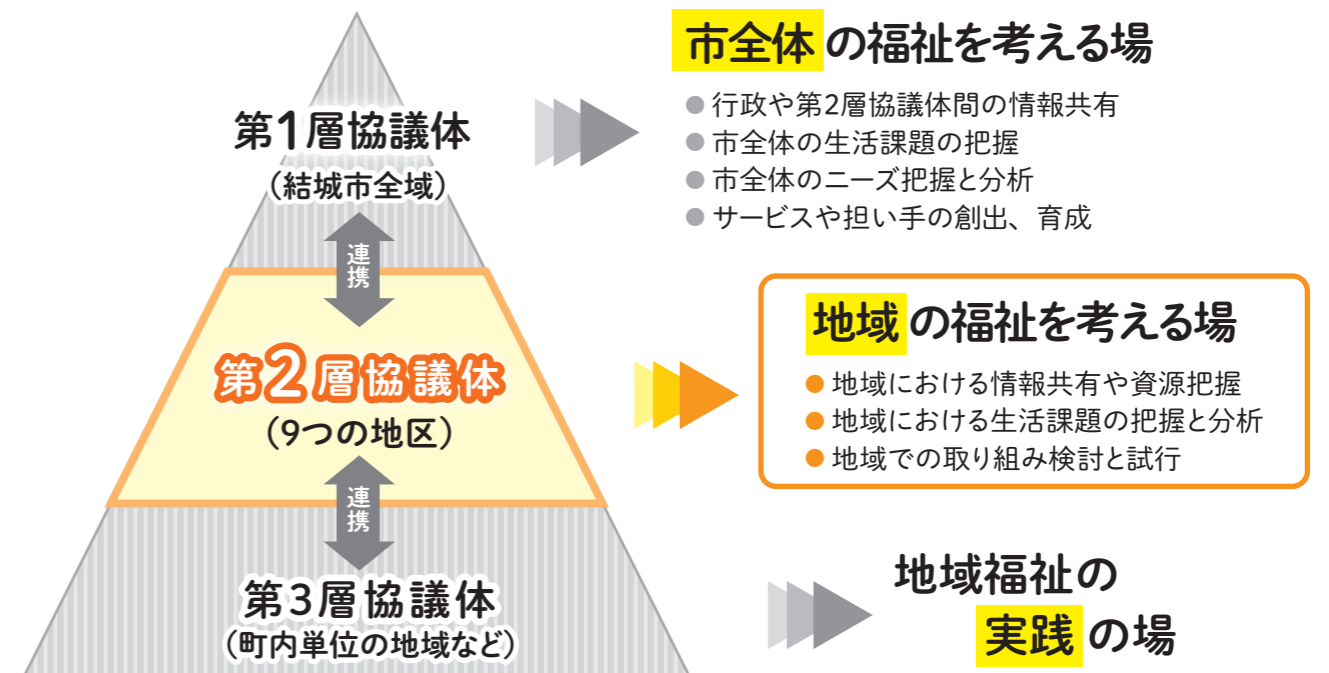 第1層協議体
（結城市全域）
連携
市全体の福祉を考える場
● 行政や第2層協議体間の情報共有
● 市全体の生活課題の把握
● 市全体のニーズ把握と分析
● サービスや担い手の創出、育成
第2層協議体
（9つの地区）
連携
地域の福祉を考える場
● 地域における情報共有や資源把握
● 地域における生活課題の把握と分析
● 地域での取り組み検討と試行
第3層協議体
（町内単位の地域など）
地域福祉の
実践の場